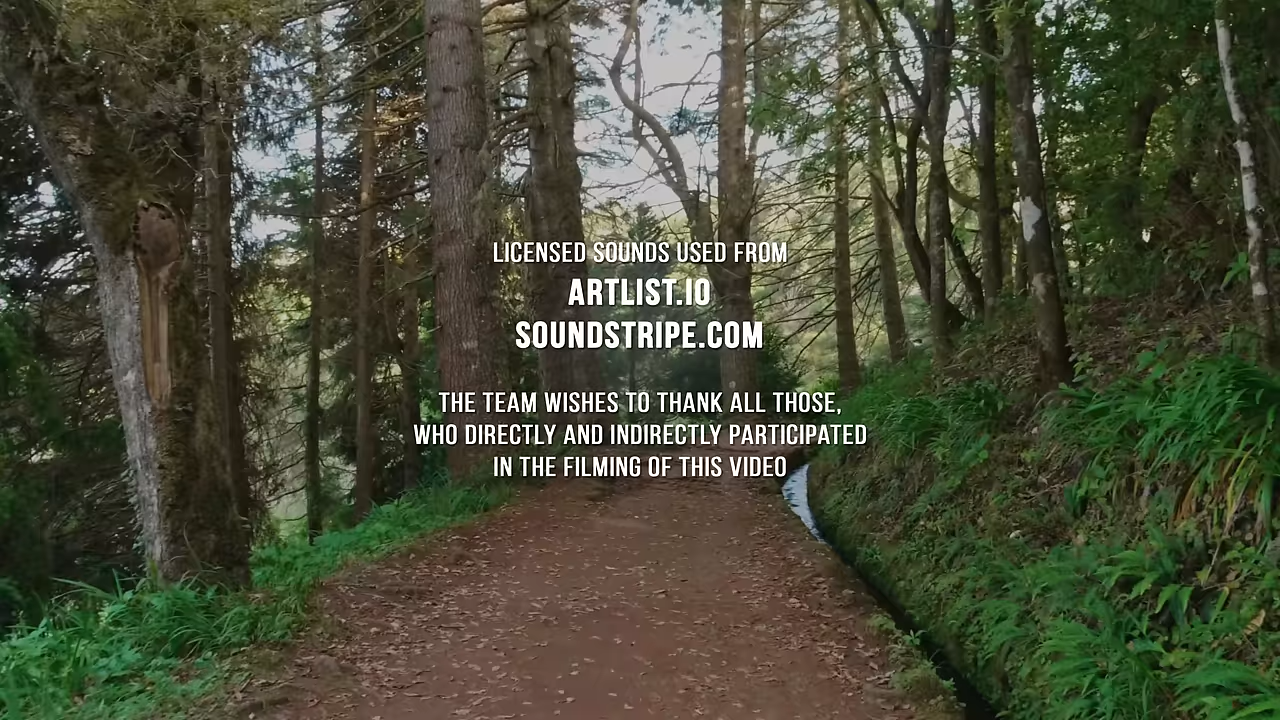 LICENSED SOUNDS USED FROM
ARTLIST.IO
SOUNDSTRIPE.COM
THE TEAM WISHES TO THANK ALL THOSE,
WHO DIRECTLY AND INDIRECTLY PARTICIPATED
IN THE FILMING OF THIS VIDEO